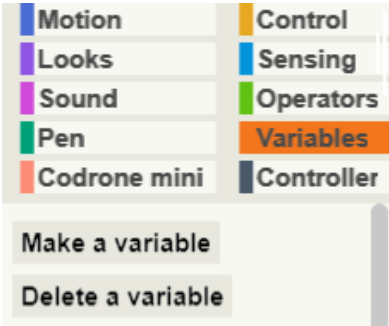 Motion
Control
Looks
Sensing
Sound
Operators
Pen
Variables
Codrone mini
Controller
Make a variable
Delete a variable